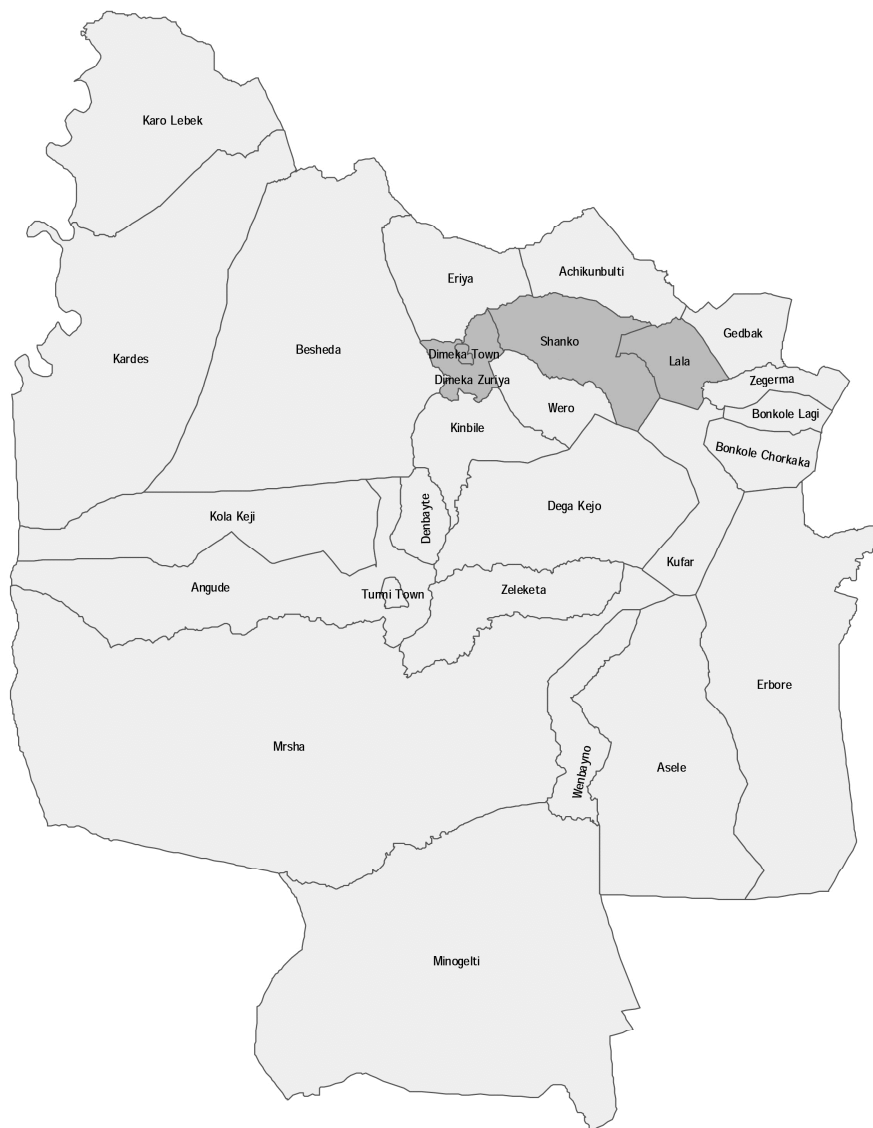 Karo Lebek
Achikunbulti
Eriya
Gedbak
Shanko
Kardes
Besheda
Dimeka Town
Lala
Dimeka Zuriya
Zegerma
Wero
Bonkole Lagi
Kinbile
Bonkole Chorkaka
Kola Keji
Denbayte
Dega Kejo
Kufar
Angude
Turmi Town
Zeleketa
Erbore
Mrsha
Wenbayno
Asele
Minogelti